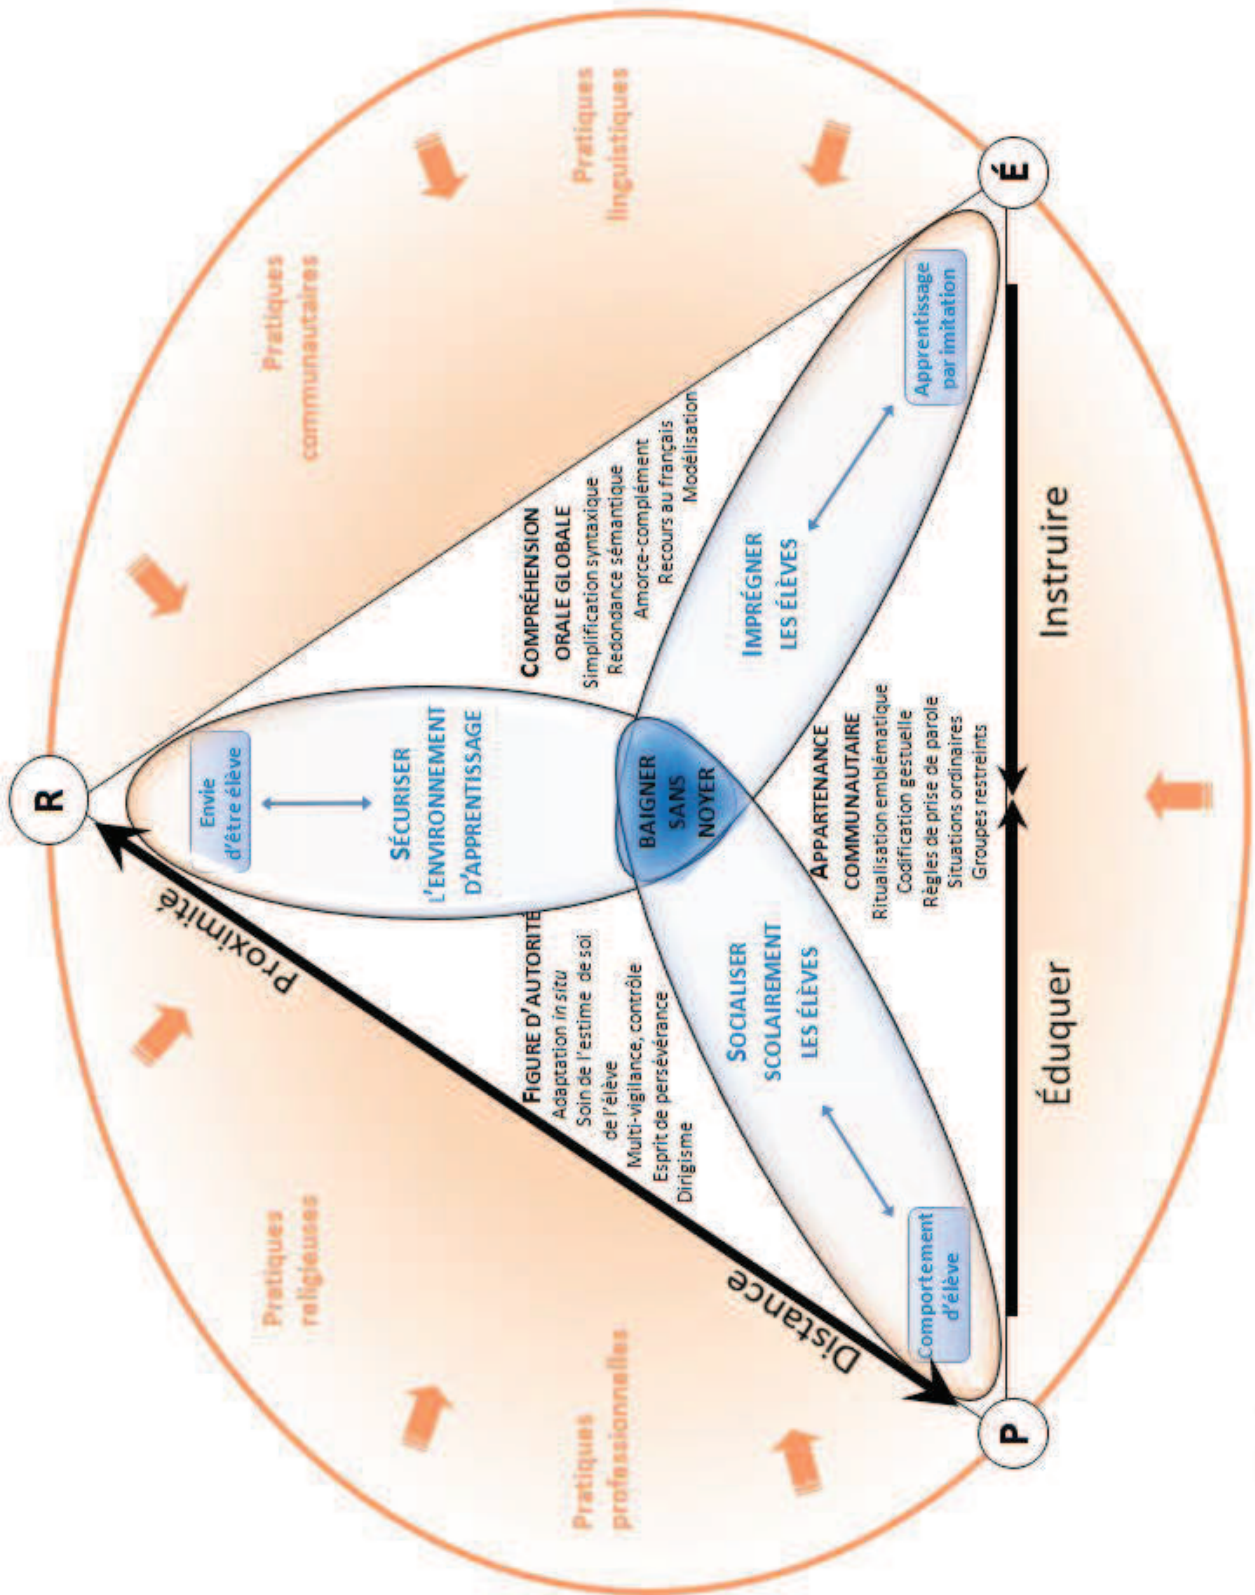 R
Pratiques
religieuses
Pratiques
communautaires
Proximité
Envie
d'être élève
SÉCURISER
L'ENVIRONNEMENT
D'APPRENTISSAGE
Pratiques
professionnelles
Pratiques
linguistiques
FIGURE D'AUTORITÉ
Adaptation in situ
Soin de l'estime de soi
de l'élève
Multi-vigilance, contrôle
Esprit de persévérance
Dirigisme
COMPRÉHENSION
ORALE GLOBALE
Simplification syntaxique
Redondance sémantique
Amorce-complément
Recours au français
Modélisation
Distance
BAIGNER
SANS
NOYER
SOCIALISER
SCOLAIREMENT
LES ÉLÈVES
IMPRÉGNER
LES ÉLÈVES
APPARTENANCE
COMMUNAUTAIRE
Ritualisation emblématique
Codification gestuelle
Règles de prise de parole
Situations ordinaires
Groupes restreints
Comportement
d'élève
Apprentissage
par imitation
P
É
Éduquer
Instruire